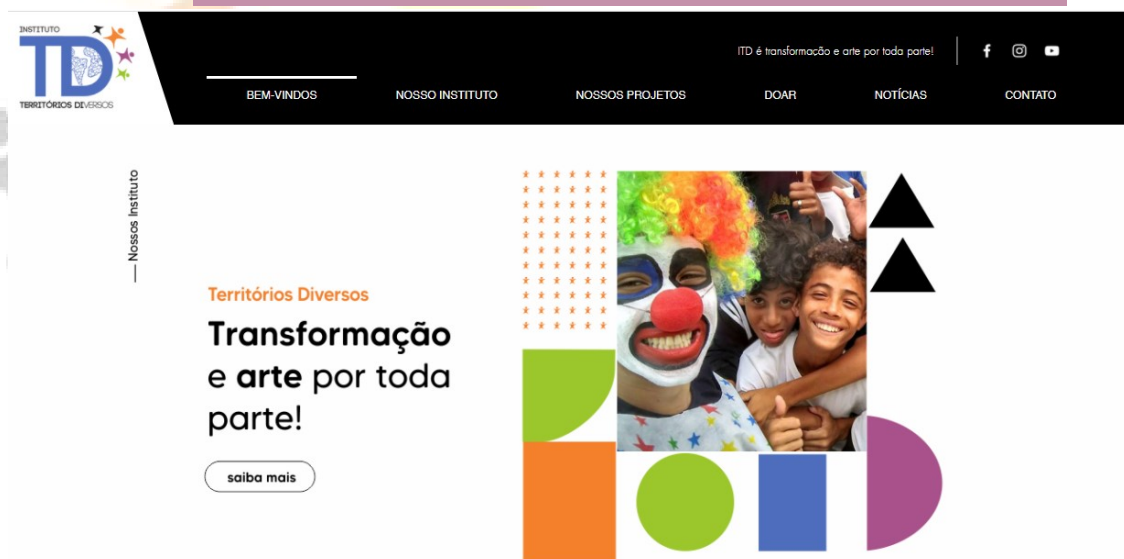 INSTITUTO
ITD
TERRITÓRIOS DIVERSOS
ITD é transformação e arte por toda parte!
BEM-VINDOS
NOSSO INSTITUTO
NOSSOS PROJETOS
DOAR
NOTÍCIAS
CONTATO
Nossos Instituto
Territórios Diversos
Transformação
e arte por toda
parte!
saiba mais